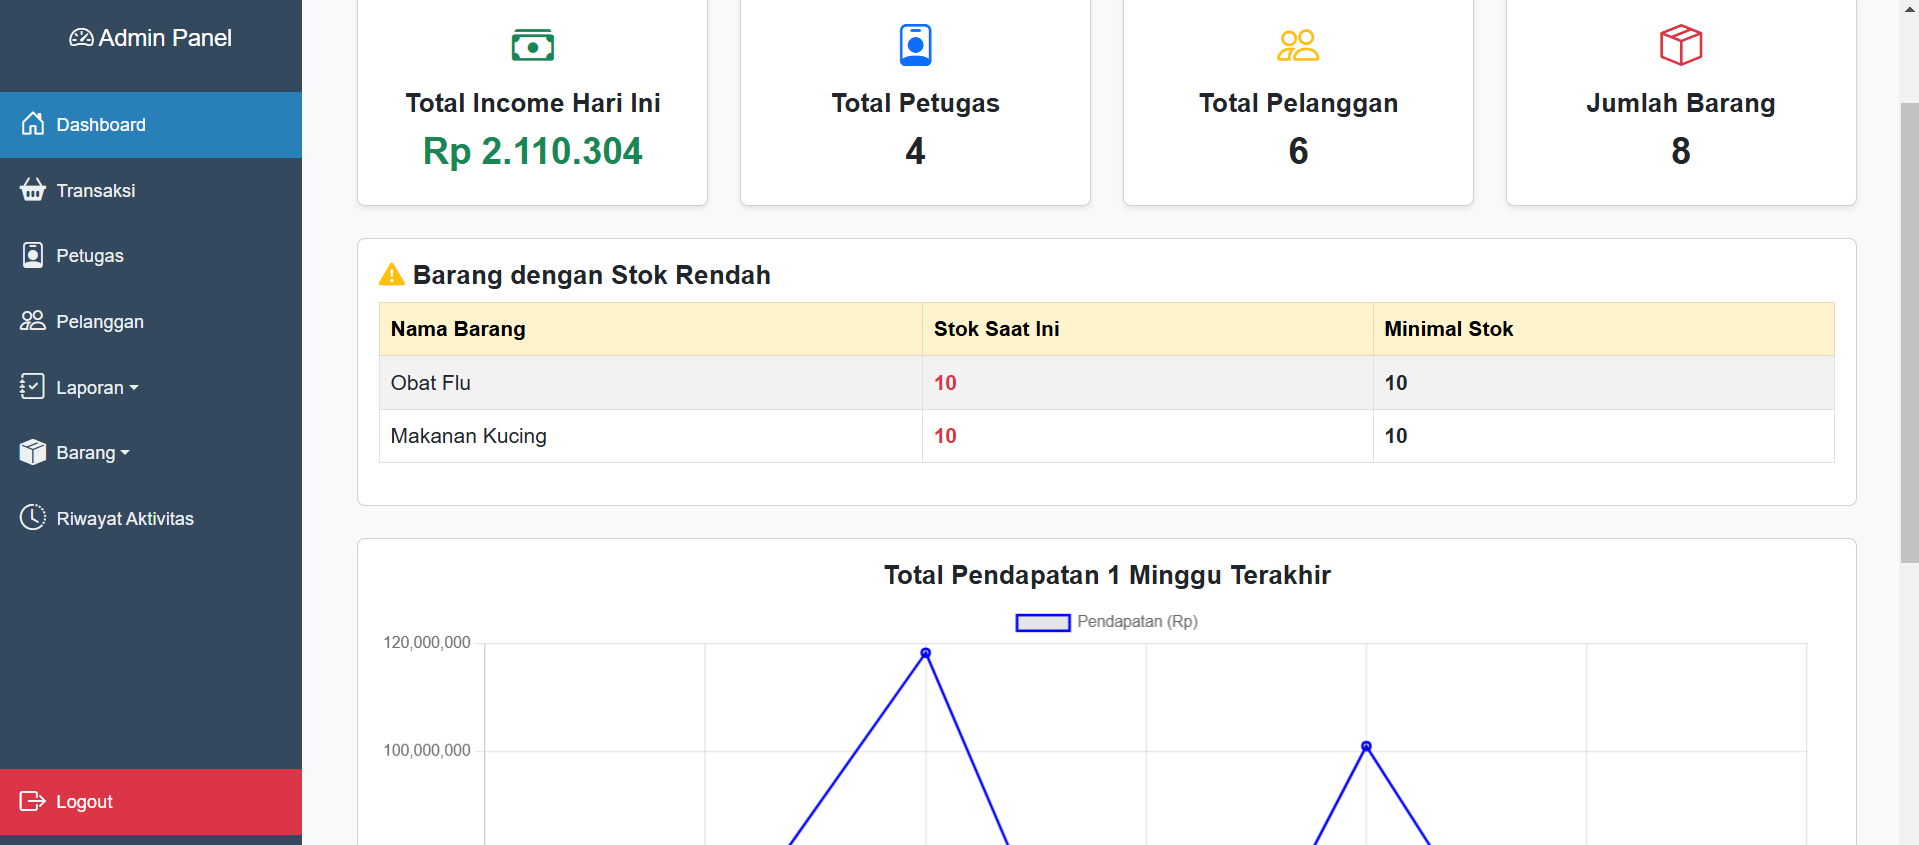 Admin Panel
Dashboard
Transaksi
Petugas
Pelanggan
Laporan
Barang
Riwayat Aktivitas
Logout
Total Income Hari Ini
Rp 2.110.304
Total Petugas
4
Total Pelanggan
6
Jumlah Barang
8
Barang dengan Stok Rendah
Nama Barang Stok Saat Ini Minimal Stok
Obat Flu 10 10
Makanan Kucing 10 10
Total Pendapatan 1 Minggu Terakhir
Pendapatan (Rp)
120,000,000
100,000,000